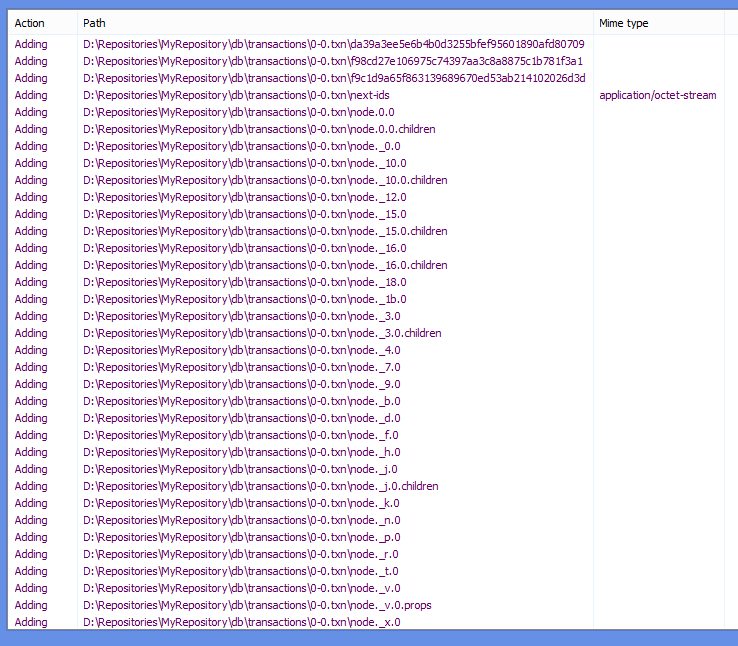 Action Path Mime type
Adding D:\Repositories\MyRepository\db\transactions\0-0.txn\da39a3ee5e6b4b0d3255bfef95601890afd80709
Adding D:\Repositories\MyRepository\db\transactions\0-0.txn\f98cd27e106975c74397aa3c8a8875c1b781f3a1
Adding D:\Repositories\MyRepository\db\transactions\0-0.txn\f9c1d9a65f863139689670ed53ab214102026d3d
Adding D:\Repositories\MyRepository\db\transactions\0-0.txn\next-ids application/octet-stream
Adding D:\Repositories\MyRepository\db\transactions\0-0.txn\node.0.0
Adding D:\Repositories\MyRepository\db\transactions\0-0.txn\node.0.0.children
Adding D:\Repositories\MyRepository\db\transactions\0-0.txn\node._0.0
Adding D:\Repositories\MyRepository\db\transactions\0-0.txn\node._10.0
Adding D:\Repositories\MyRepository\db\transactions\0-0.txn\node._10.0.children
Adding D:\Repositories\MyRepository\db\transactions\0-0.txn\node._12.0
Adding D:\Repositories\MyRepository\db\transactions\0-0.txn\node._15.0
Adding D:\Repositories\MyRepository\db\transactions\0-0.txn\node._15.0.children
Adding D:\Repositories\MyRepository\db\transactions\0-0.txn\node._16.0
Adding D:\Repositories\MyRepository\db\transactions\0-0.txn\node._16.0.children
Adding D:\Repositories\MyRepository\db\transactions\0-0.txn\node._18.0
Adding D:\Repositories\MyRepository\db\transactions\0-0.txn\node._1b.0
Adding D:\Repositories\MyRepository\db\transactions\0-0.txn\node._3.0
Adding D:\Repositories\MyRepository\db\transactions\0-0.txn\node._3.0.children
Adding D:\Repositories\MyRepository\db\transactions\0-0.txn\node._4.0
Adding D:\Repositories\MyRepository\db\transactions\0-0.txn\node._7.0
Adding D:\Repositories\MyRepository\db\transactions\0-0.txn\node._9.0
Adding D:\Repositories\MyRepository\db\transactions\0-0.txn\node._b.0
Adding D:\Repositories\MyRepository\db\transactions\0-0.txn\node._d.0
Adding D:\Repositories\MyRepository\db\transactions\0-0.txn\node._f.0
Adding D:\Repositories\MyRepository\db\transactions\0-0.txn\node._h.0
Adding D:\Repositories\MyRepository\db\transactions\0-0.txn\node._j.0
Adding D:\Repositories\MyRepository\db\transactions\0-0.txn\node._j.0.children
Adding D:\Repositories\MyRepository\db\transactions\0-0.txn\node._k.0
Adding D:\Repositories\MyRepository\db\transactions\0-0.txn\node._n.0
Adding D:\Repositories\MyRepository\db\transactions\0-0.txn\node._p.0
Adding D:\Repositories\MyRepository\db\transactions\0-0.txn\node._r.0
Adding D:\Repositories\MyRepository\db\transactions\0-0.txn\node._t.0
Adding D:\Repositories\MyRepository\db\transactions\0-0.txn\node._v.0
Adding D:\Repositories\MyRepository\db\transactions\0-0.txn\node._v.0.props
Adding D:\Repositories\MyRepository\db\transactions\0-0.txn\node._x.0